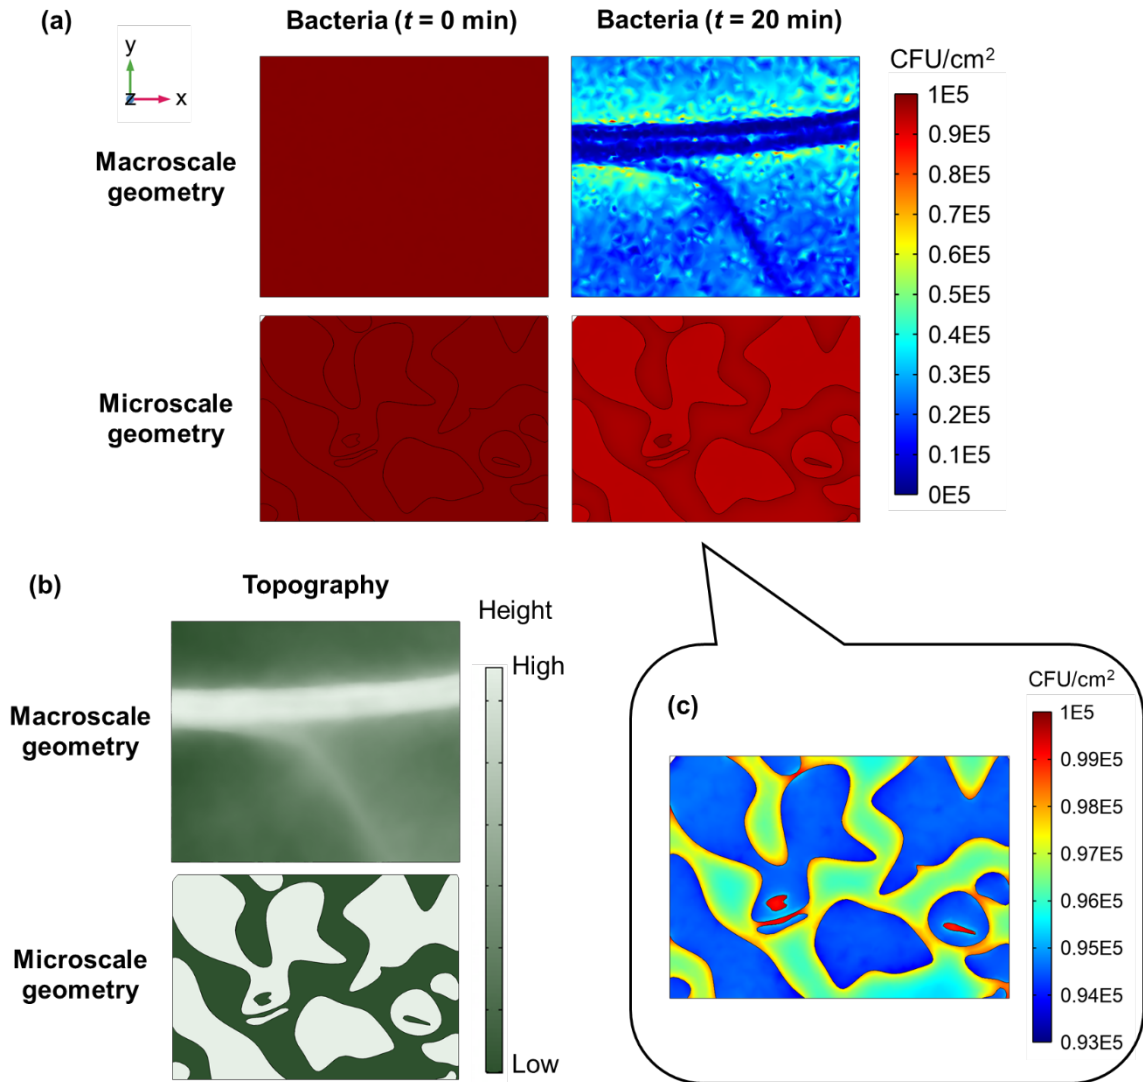 (a)
Bacteria (t = 0 min)
Bacteria (t = 20 min)
y
z
x
CFU/cm²
1E5
0.9E5
0.8E5
0.7E5
0.6E5
0.5E5
0.4E5
0.3E5
0.2E5
0.1E5
0E5
Macroscale
geometry
Microscale
geometry
(b)
Topography
Height
High
Low
Macroscale
geometry
Microscale
geometry
(c)
CFU/cm²
1E5
0.99E5
0.98E5
0.97E5
0.96E5
0.95E5
0.94E5
0.93E5